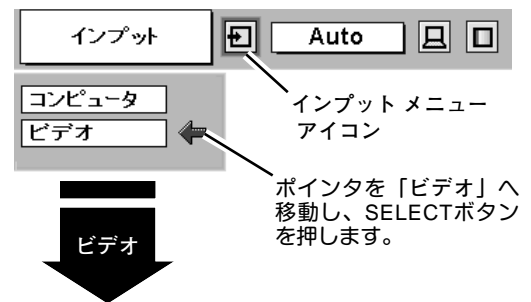 インプット
Auto
コンピュータ
ビデオ
インプット メニュー
アイコン
ポインタを「ビデオ」へ
移動し、SELECTボタン
を押します。
ビデオ